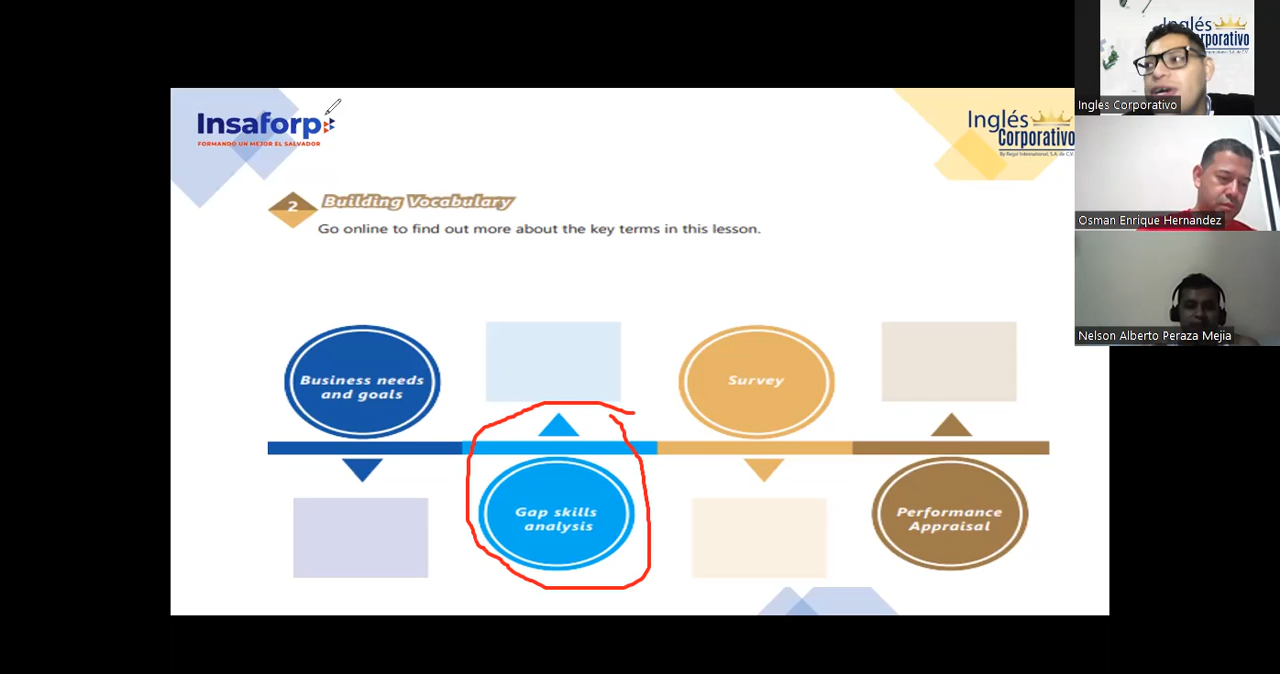 Insaforp
FORMANDO UN MEJOR EL SALVADOR
Inglés
Corporativo
By Regal International, S.A. de C.V.
2
Building Vocabulary
Go online to find out more about the key terms in this lesson.
Business needs
and goals
Survey
Gap skills
analysis
Performance
Appraisal
Inglés
Corporativo
Ingles Corporativo
Osman Enrique Hernandez
Nelson Alberto Peraza Mejia